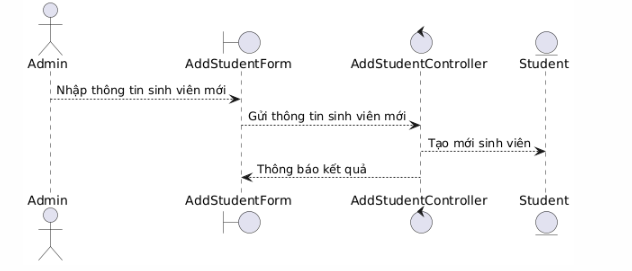 Admin AddStudentForm AddStudentController Student
Nhập thông tin sinh viên mới
Gửi thông tin sinh viên mới
Tạo mới sinh viên
Thông báo kết quả
Admin AddStudentForm AddStudentController Student